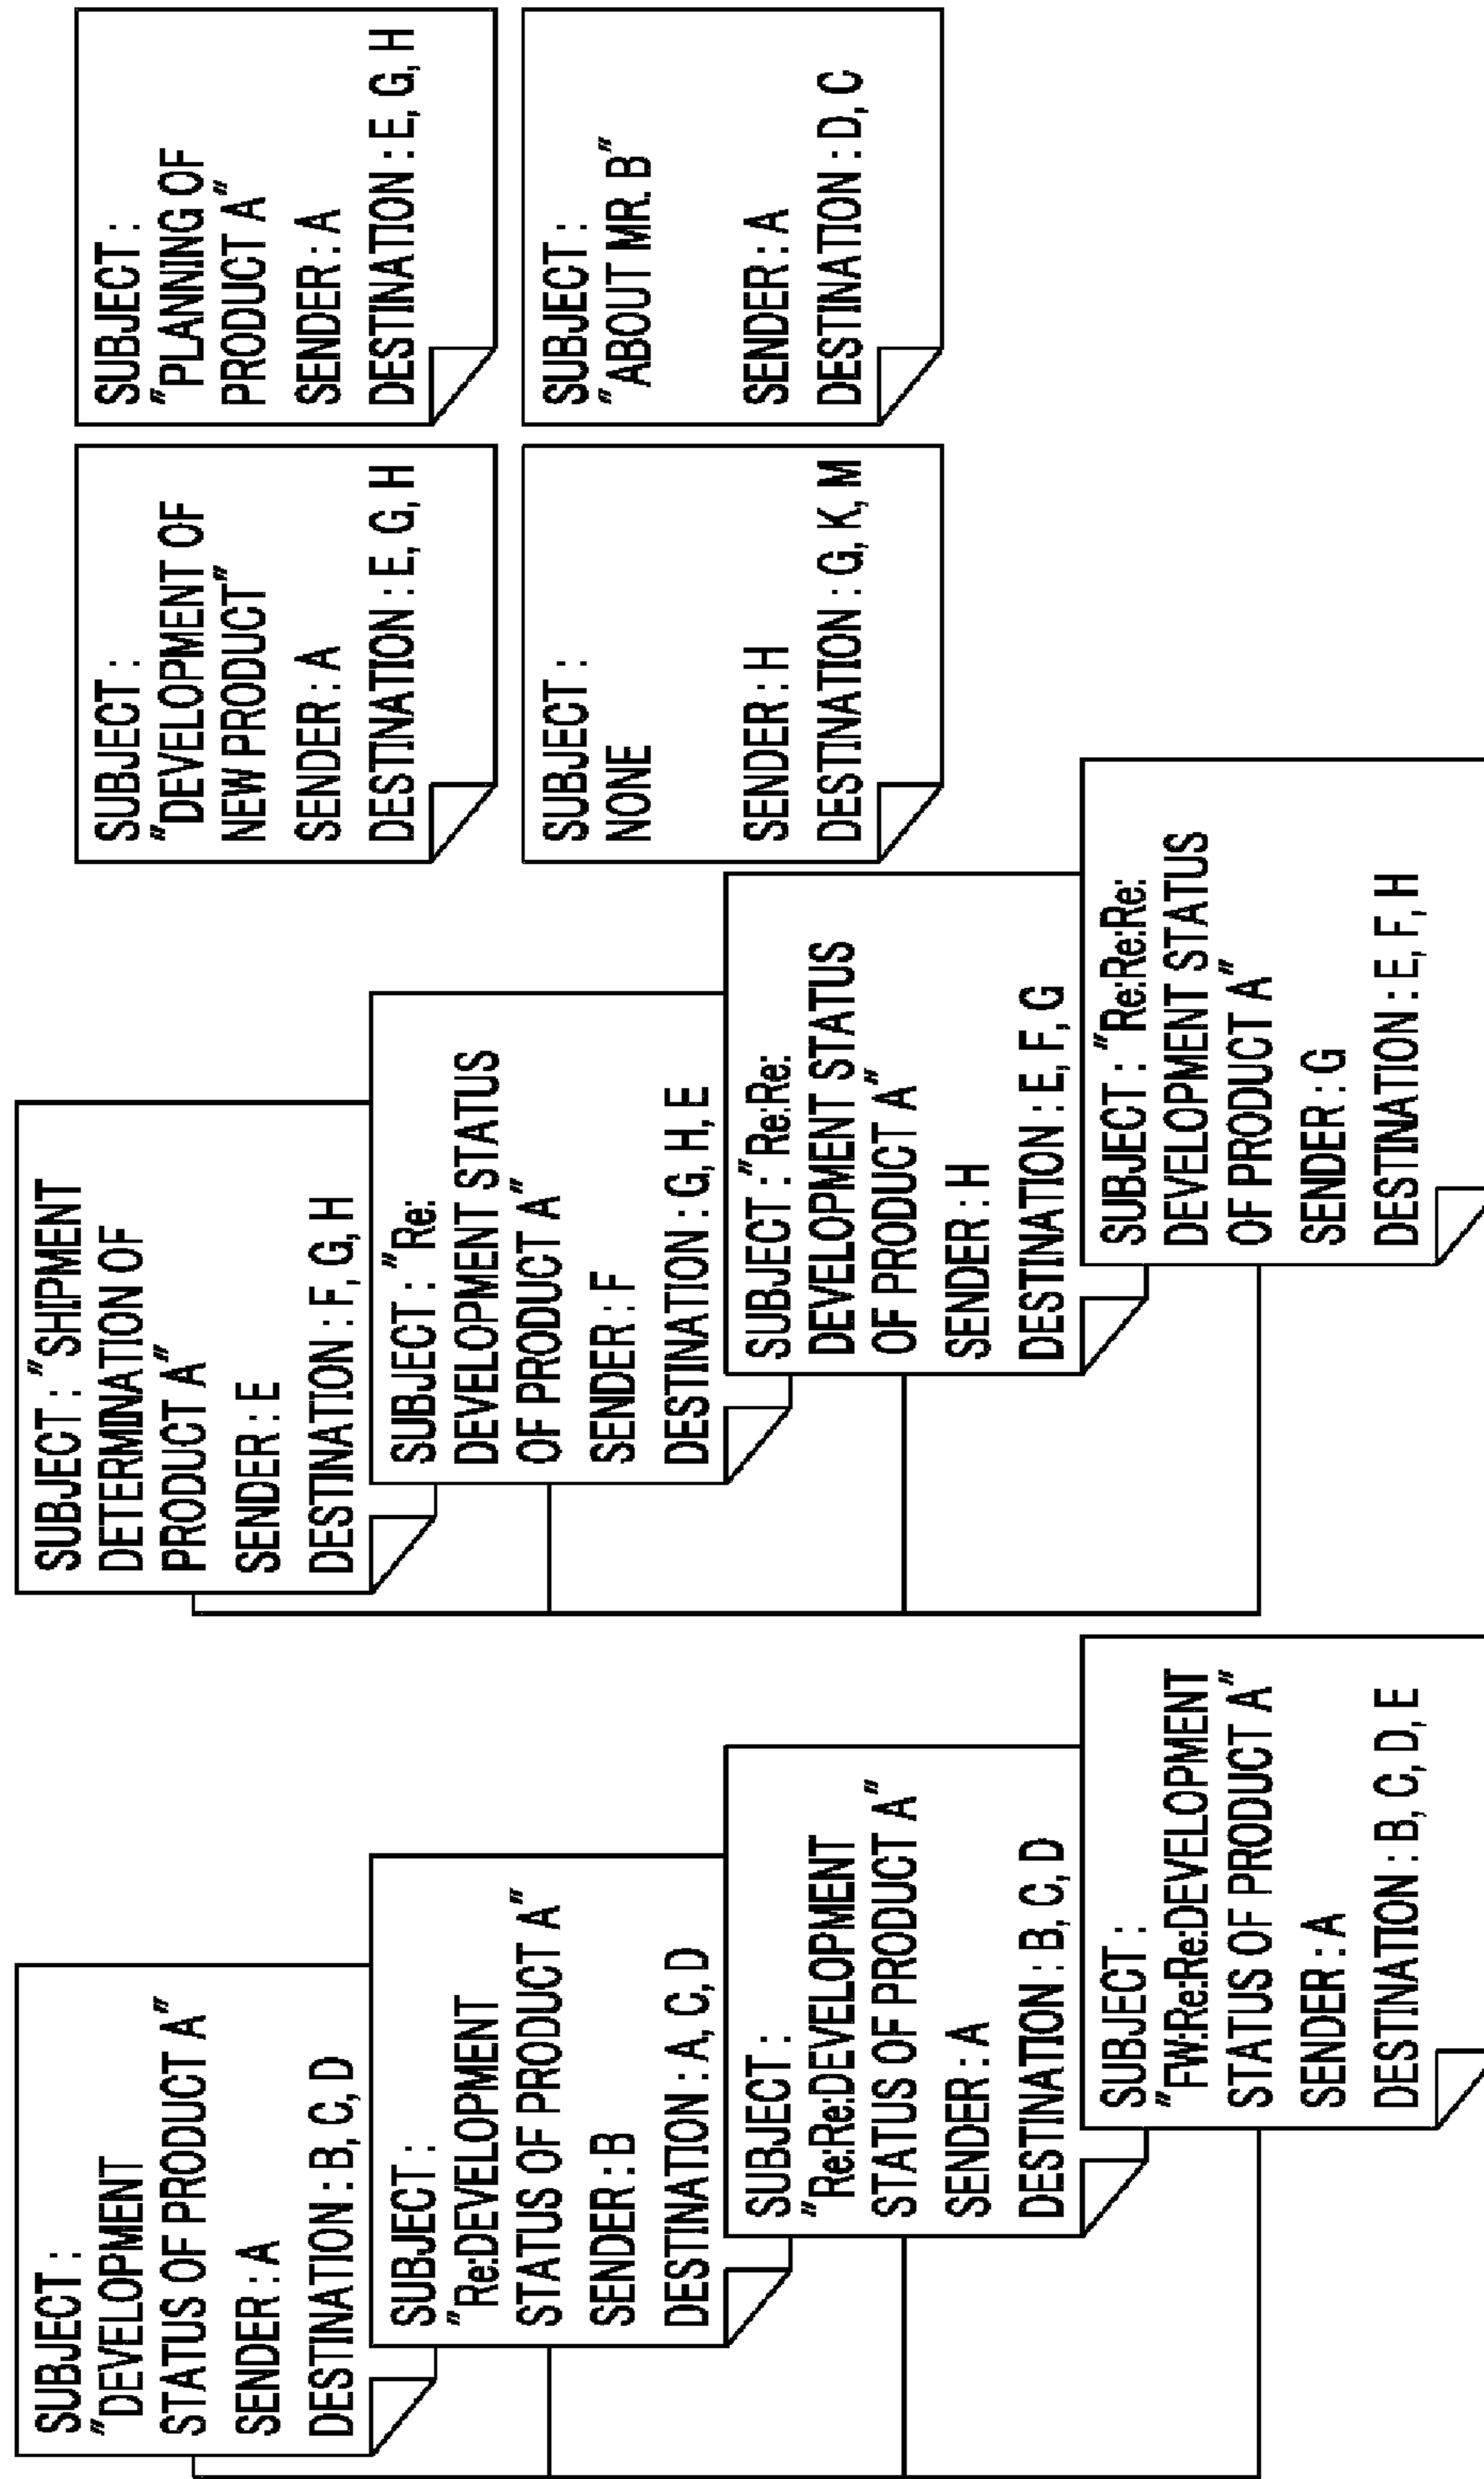 SUBJECT :
"DEVELOPMENT
STATUS OF PRODUCT A"
SENDER : A
DESTINATION : B, C, D
SUBJECT :
"Re:DEVELOPMENT
STATUS OF PRODUCT A"
SENDER : B
DESTINATION : A, C, D
SUBJECT :
"Re:Re:DEVELOPMENT
STATUS OF PRODUCT A"
SENDER : A
DESTINATION : B, C, D
SUBJECT :
"FW:Re:Re:DEVELOPMENT
STATUS OF PRODUCT A"
SENDER : A
DESTINATION : B, C, D, E
SUBJECT : "SHIPMENT
DETERMINATION OF
PRODUCT A"
SENDER : E
DESTINATION : F, G, H
SUBJECT : "Re:
DEVELOPMENT STATUS
OF PRODUCT A"
SENDER : F
DESTINATION : G, H, E
SUBJECT : "Re:Re:
DEVELOPMENT STATUS
OF PRODUCT A"
SENDER : H
DESTINATION : E, F, G
SUBJECT : "Re:Re:Re:
DEVELOPMENT STATUS
OF PRODUCT A"
SENDER : G
DESTINATION : E, F, H
SUBJECT :
"DEVELOPMENT OF
NEW PRODUCT"
SENDER : A
DESTINATION : E, G, H
SUBJECT :
"PLANNING OF
PRODUCT A"
SENDER : A
DESTINATION : E, G, H
SUBJECT :
NONE
SENDER : H
DESTINATION : G, K, M
SUBJECT :
"ABOUT MR. B"
SENDER : A
DESTINATION : D, C